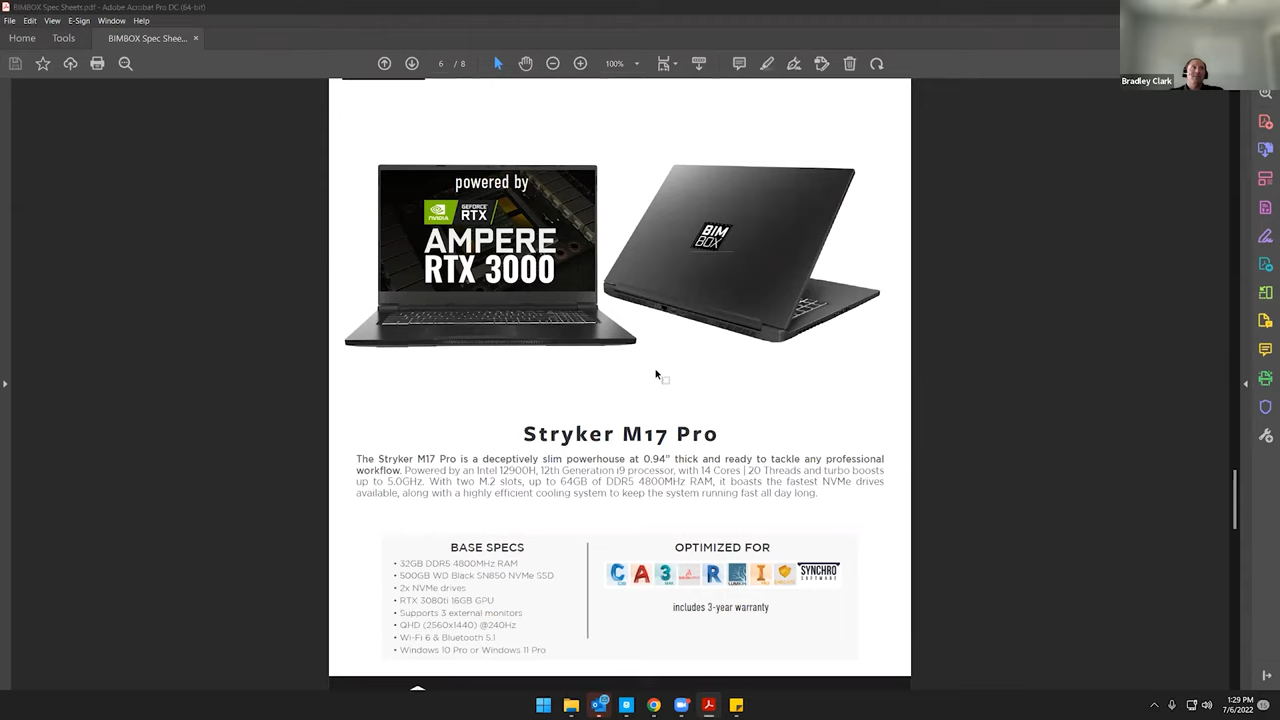 BIMBOX Spec Sheets.pdf - Adobe Acrobat Pro DC (64-bit)
File Edit View E-Sign Window Help
Home Tools BIMBOX Spec Shee... ×
6 / 8 100%
Bradley Clark
powered by
NVIDIA GEFORCE RTX
AMPERE
RTX 3000
BIM
BOX
Stryker M17 Pro
The Stryker M17 Pro is a deceptively slim powerhouse at 0.94" thick and ready to tackle any professional
workflow. Powered by an Intel 12900H, 12th Generation i9 processor, with 14 Cores | 20 Threads and turbo boosts
up to 5.0GHz. With two M.2 slots, up to 64GB of DDR5 4800MHz RAM, it boasts the fastest NVMe drives
available, along with a highly efficient cooling system to keep the system running fast all day long.
BASE SPECS
• 32GB DDR5 4800MHz RAM
• 500GB WD Black SN850 NVMe SSD
• 2x NVMe drives
• RTX 3080ti 16GB GPU
• Supports 3 external monitors
• QHD (2560x1440) @240Hz
• Wi-Fi 6 & Bluetooth 5.1
• Windows 10 Pro or Windows 11 Pro
OPTIMIZED FOR
C A 3 R I SYNCHRO
SOFTWARE
includes 3-year warranty
1:29 PM
7/6/2022